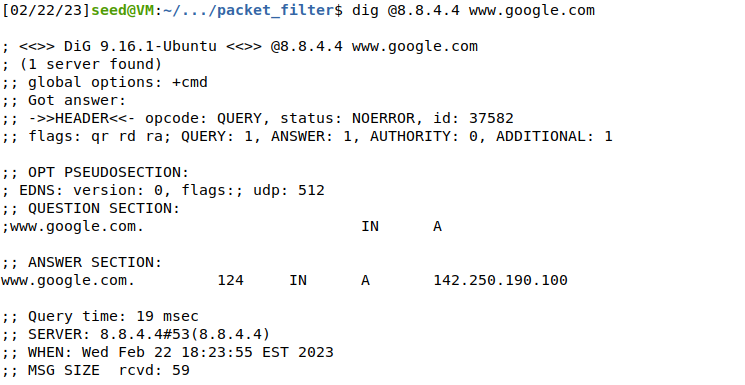 [02/22/23]seed@VM:~/.../packet_filter$ dig @8.8.4.4 www.google.com

; <<>> DiG 9.16.1-Ubuntu <<>> @8.8.4.4 www.google.com
; (1 server found)
;; global options: +cmd
;; Got answer:
;; ->>HEADER<<- opcode: QUERY, status: NOERROR, id: 37582
;; flags: qr rd ra; QUERY: 1, ANSWER: 1, AUTHORITY: 0, ADDITIONAL: 1

;; OPT PSEUDOSECTION:
; EDNS: version: 0, flags:; udp: 512
;; QUESTION SECTION:
;www.google.com.                        IN      A

;; ANSWER SECTION:
www.google.com.         124     IN      A       142.250.190.100

;; Query time: 19 msec
;; SERVER: 8.8.4.4#53(8.8.4.4)
;; WHEN: Wed Feb 22 18:23:55 EST 2023
;; MSG SIZE  rcvd: 59